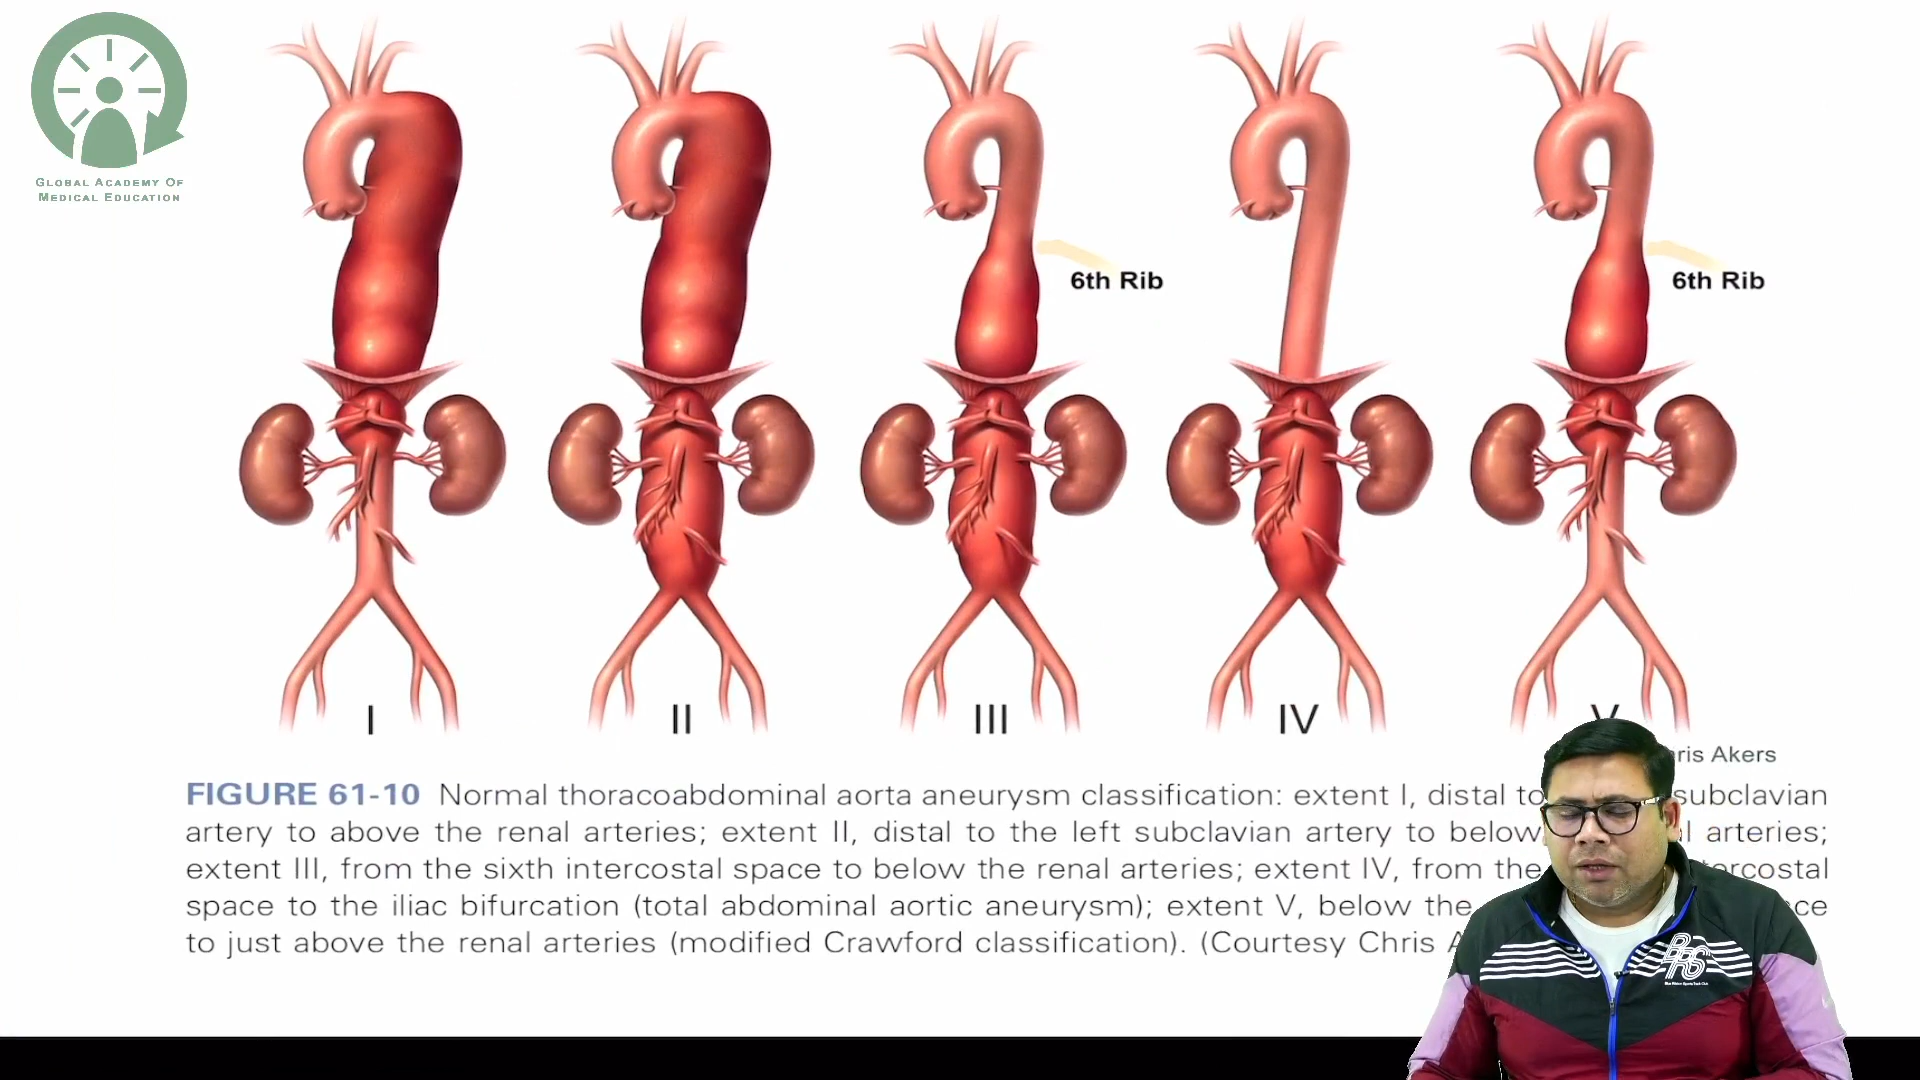 GLOBAL ACADEMY OF
MEDICAL EDUCATION
6th Rib
6th Rib
I II III IV V
ris Akers
FIGURE 61-10 Normal thoracoabdominal aorta aneurysm classification: extent I, distal to subclavian
artery to above the renal arteries; extent II, distal to the left subclavian artery to below arteries;
extent III, from the sixth intercostal space to below the renal arteries; extent IV, from the
space to the iliac bifurcation (total abdominal aortic aneurysm); extent V, below the
to just above the renal arteries (modified Crawford classification). (Courtesy Chris